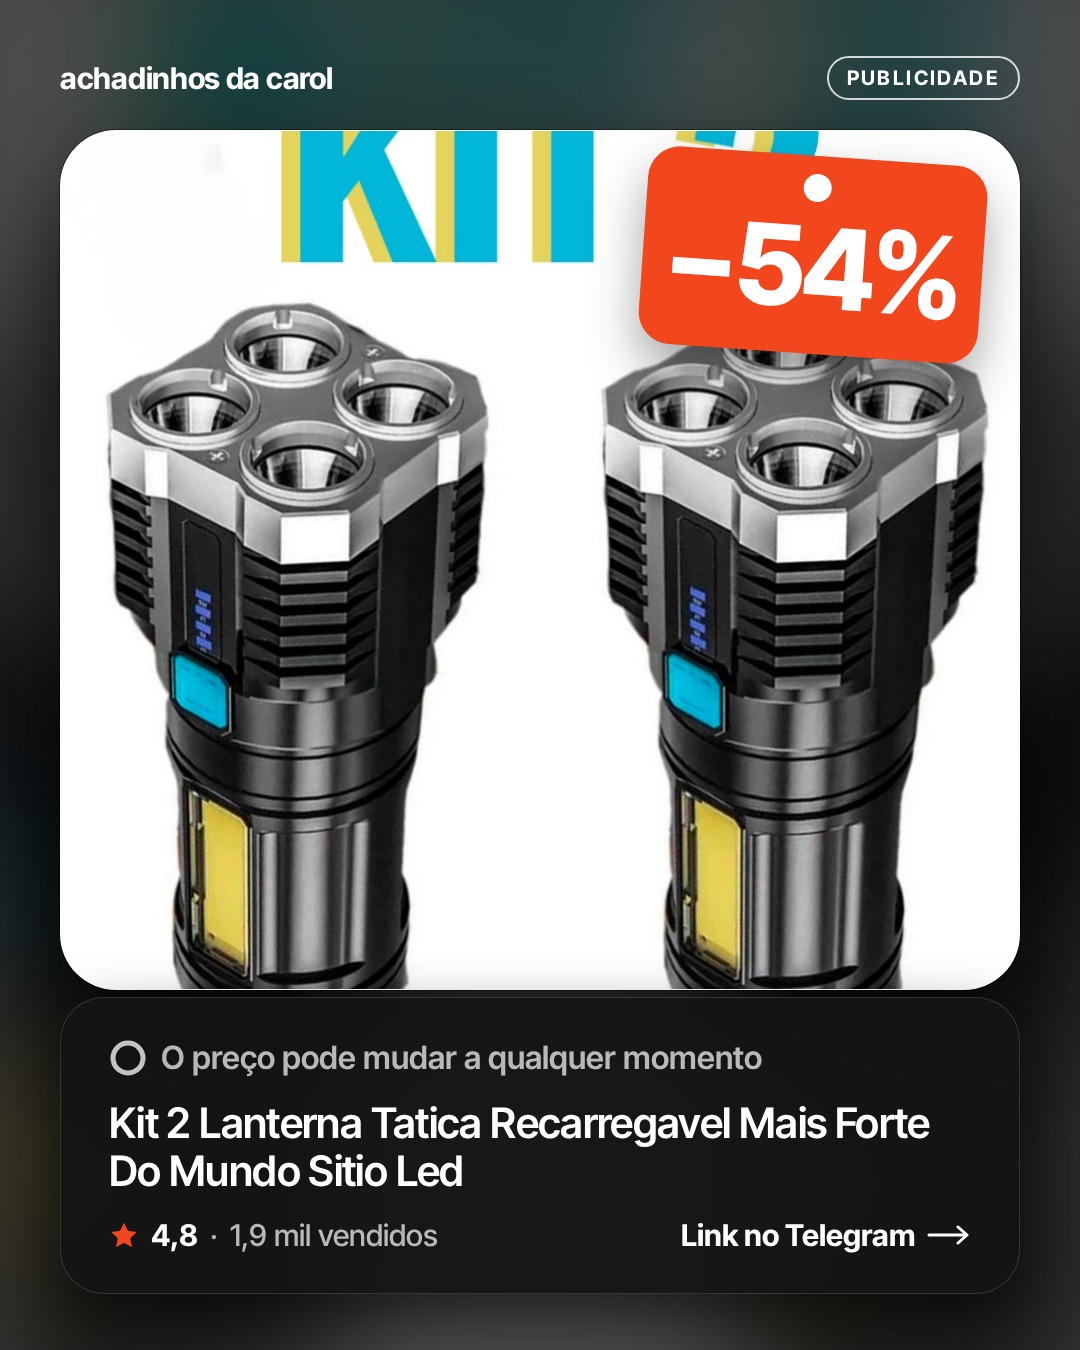 achadinhos da carol
PUBLICIDADE
KIT 2
−54%
O preço pode mudar a qualquer momento
Kit 2 Lanterna Tatica Recarregavel Mais Forte
Do Mundo Sitio Led
4,8 · 1,9 mil vendidos
Link no Telegram →